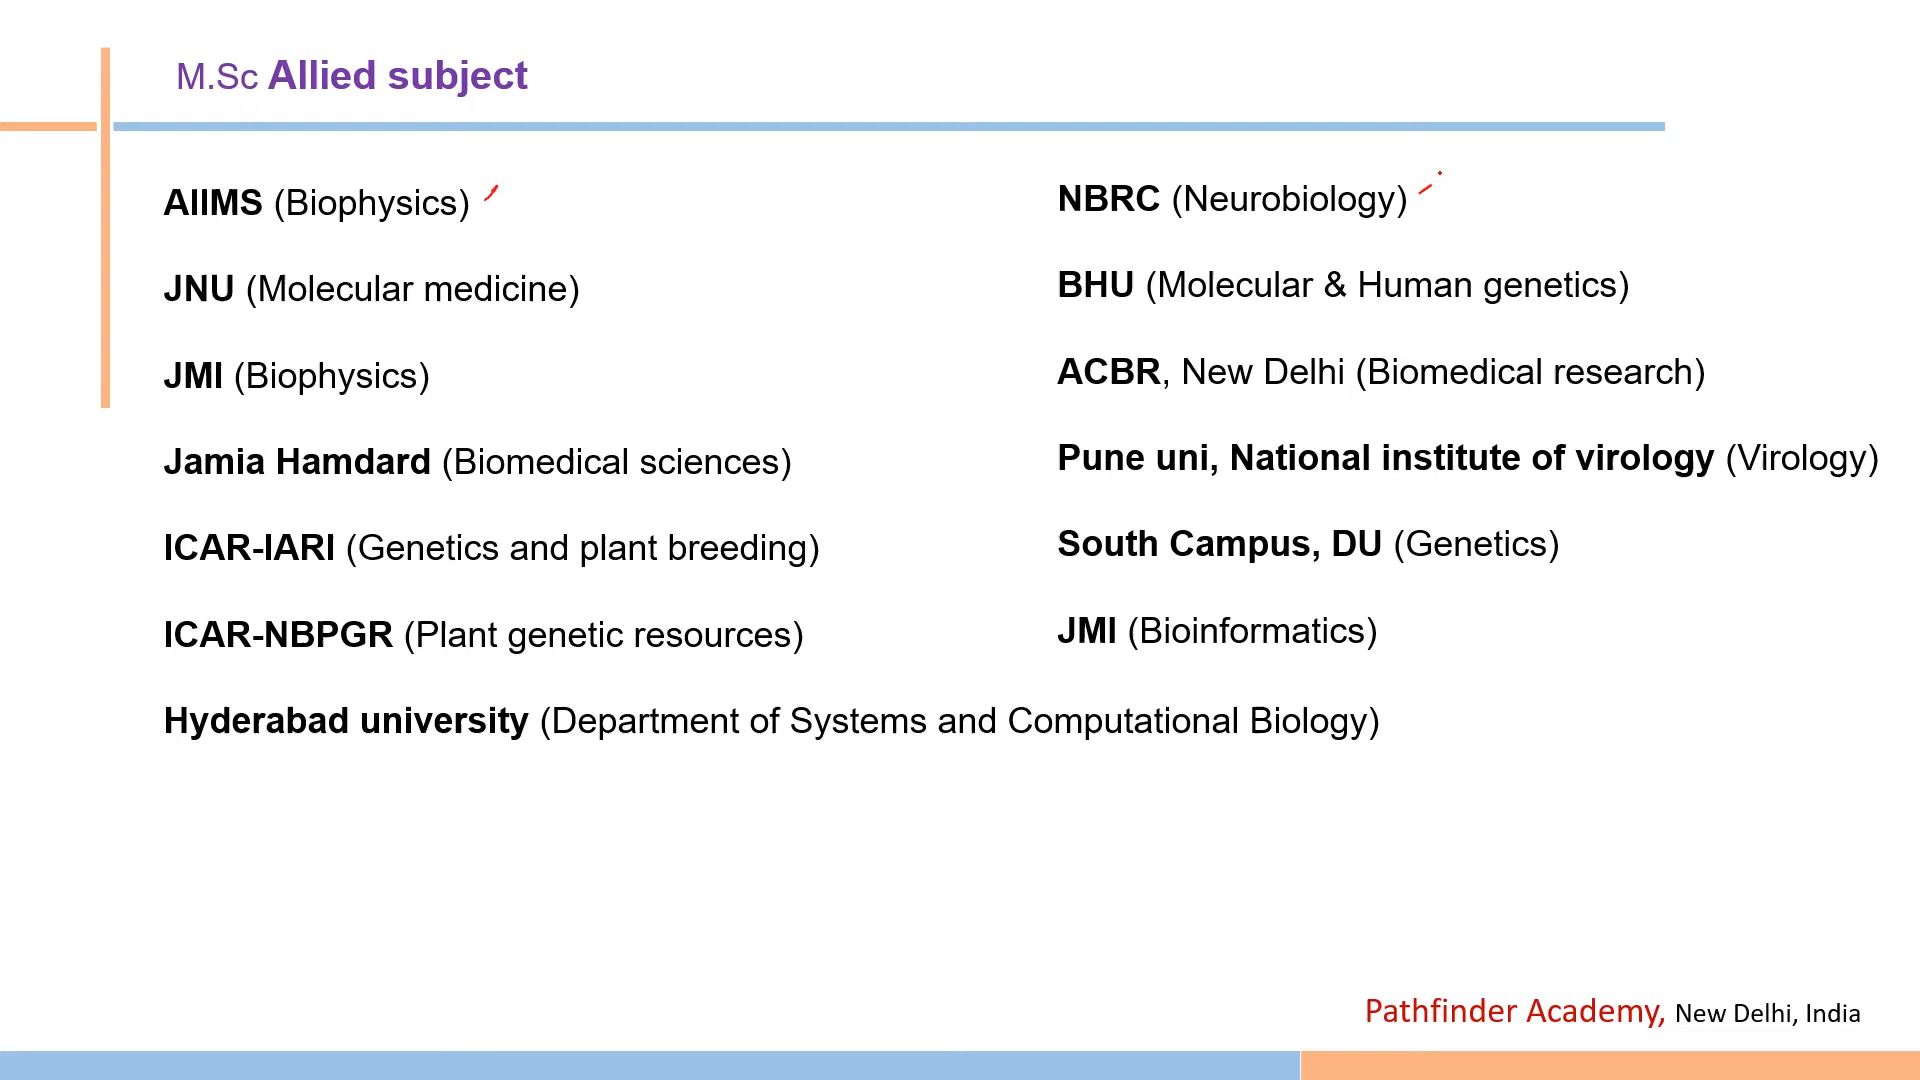 M.Sc Allied subject
AIIMS (Biophysics)
JNU (Molecular medicine)
JMI (Biophysics)
Jamia Hamdard (Biomedical sciences)
ICAR-IARI (Genetics and plant breeding)
ICAR-NBPGR (Plant genetic resources)
Hyderabad university (Department of Systems and Computational Biology)
NBRC (Neurobiology)
BHU (Molecular & Human genetics)
ACBR, New Delhi (Biomedical research)
Pune uni, National institute of virology (Virology)
South Campus, DU (Genetics)
JMI (Bioinformatics)
Pathfinder Academy, New Delhi, India